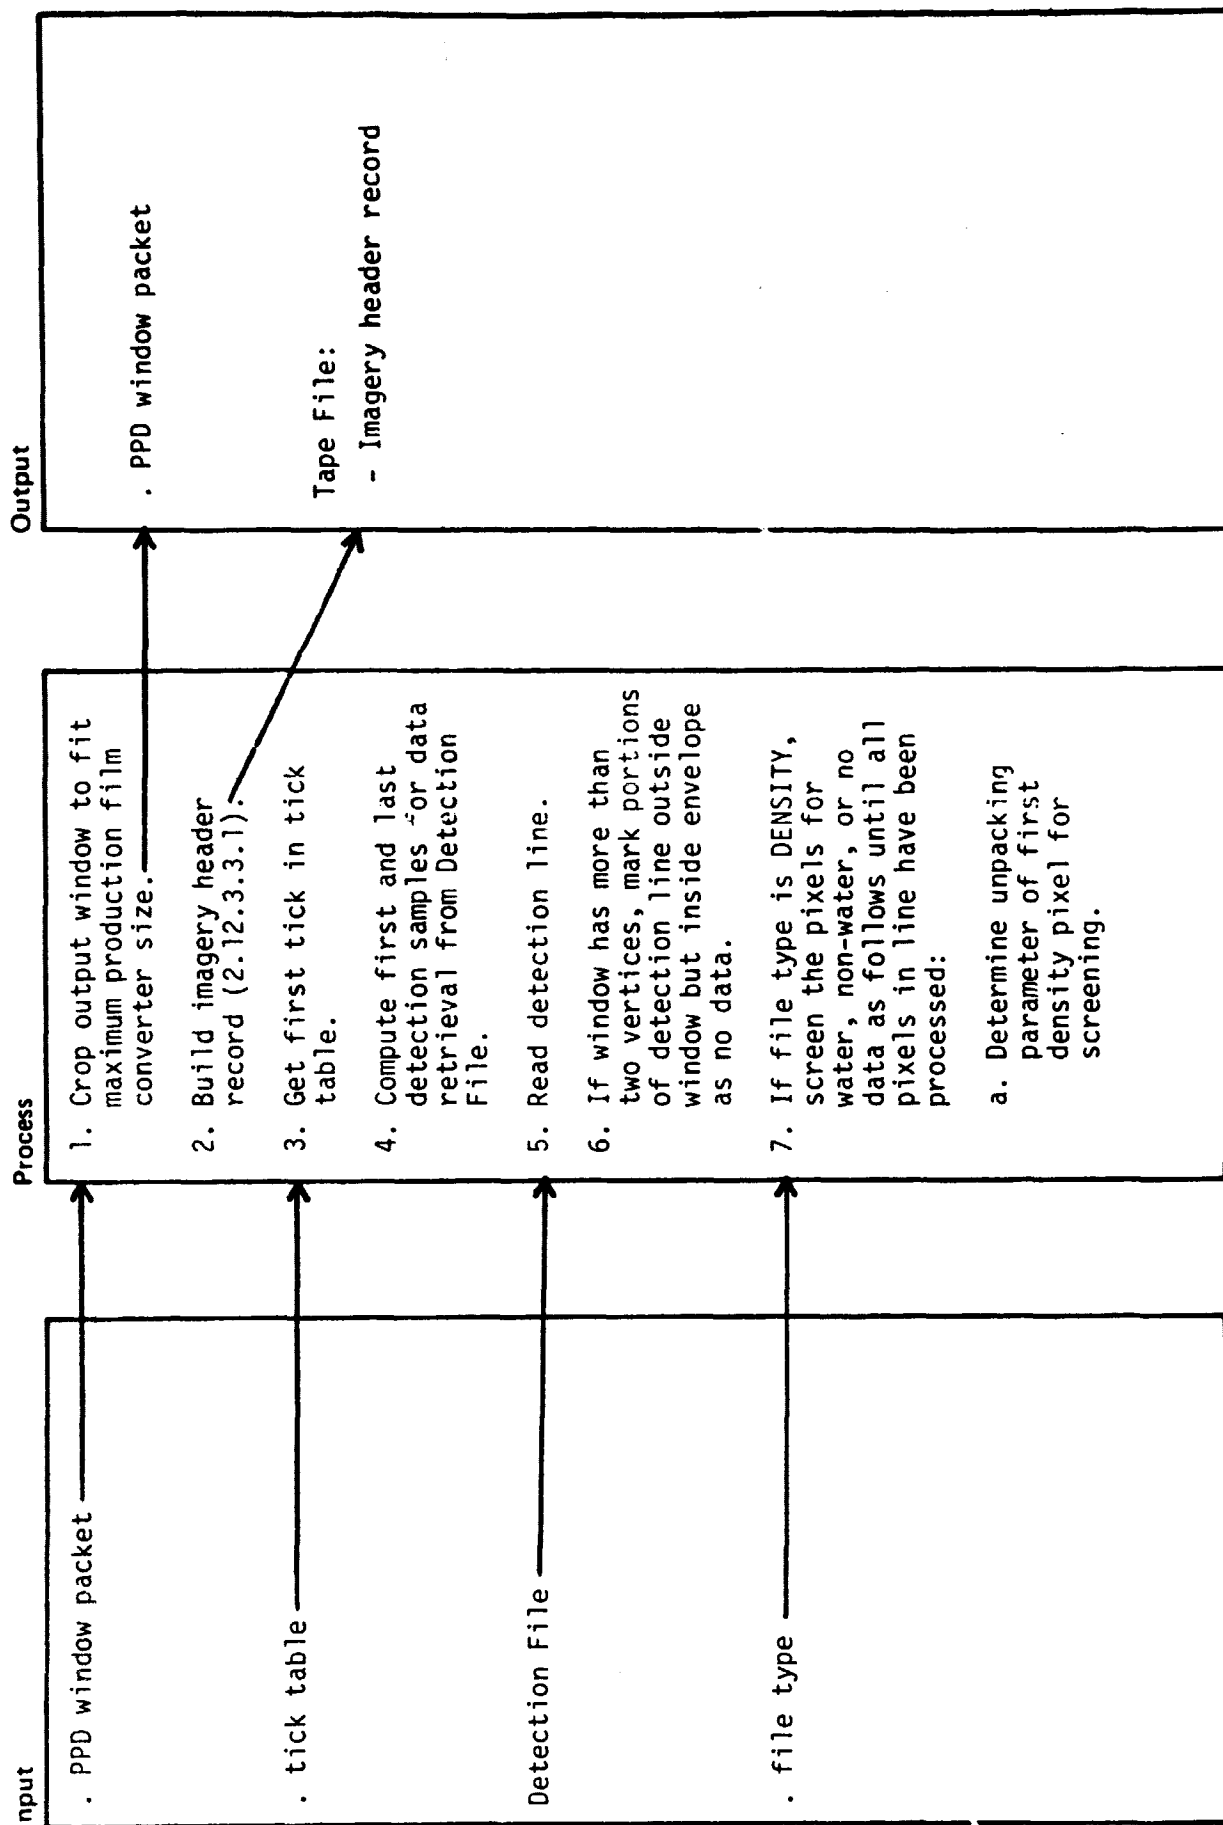 nput
. PPD window packet
. tick table
Detection File
. file type
Process
1. Crop output window to fit
maximum production film
converter size.
2. Build imagery header
record (2.12.3.3.1).
3. Get first tick in tick
table.
4. Compute first and last
detection samples for data
retrieval from Detection
File.
5. Read detection line.
6. If window has more than
two vertices, mark portions
of detection line outside
window but inside envelope
as no data.
7. If file type is DENSITY,
screen the pixels for
water, non-water, or no
data as follows until all
pixels in line have been
processed:
a. Determine unpacking
parameter of first
density pixel for
screening.
Output
. PPD window packet
Tape File:
- Imagery header record